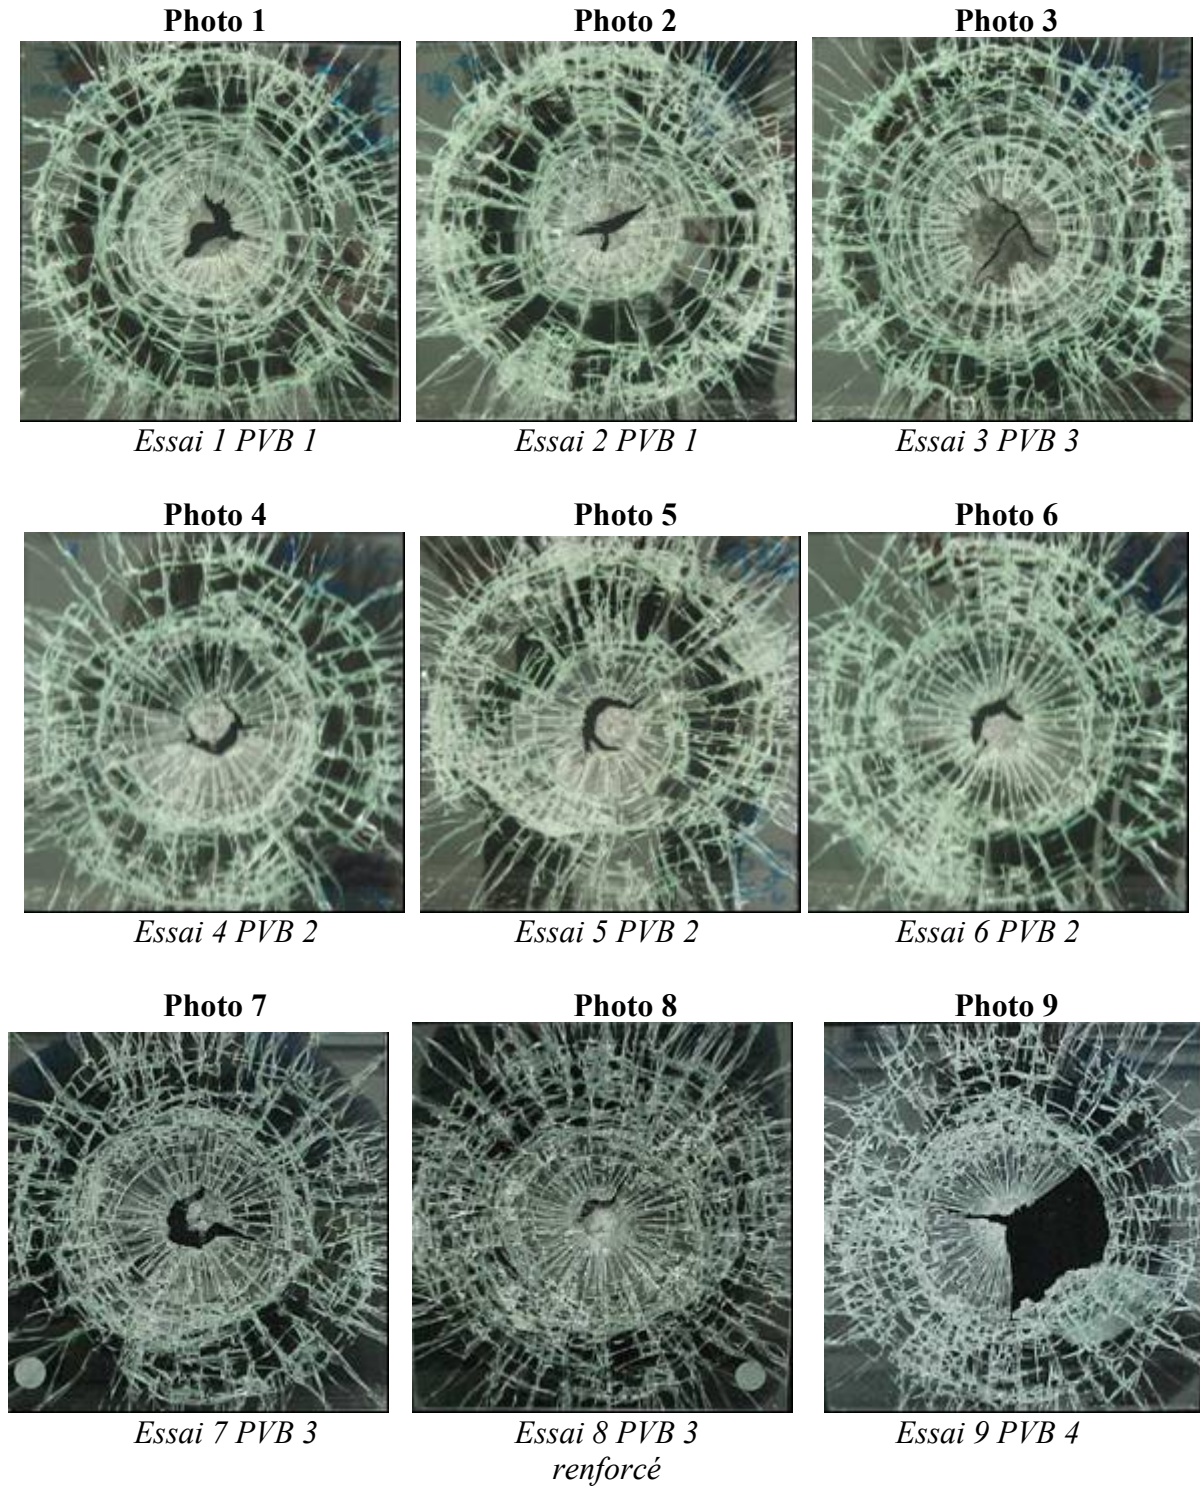 Photo 1
Photo 2
Photo 3
Essai 1 PVB 1
Essai 2 PVB 1
Essai 3 PVB 3
Photo 4
Photo 5
Photo 6
Essai 4 PVB 2
Essai 5 PVB 2
Essai 6 PVB 2
Photo 7
Photo 8
Photo 9
Essai 7 PVB 3
Essai 8 PVB 3
renforcé
Essai 9 PVB 4